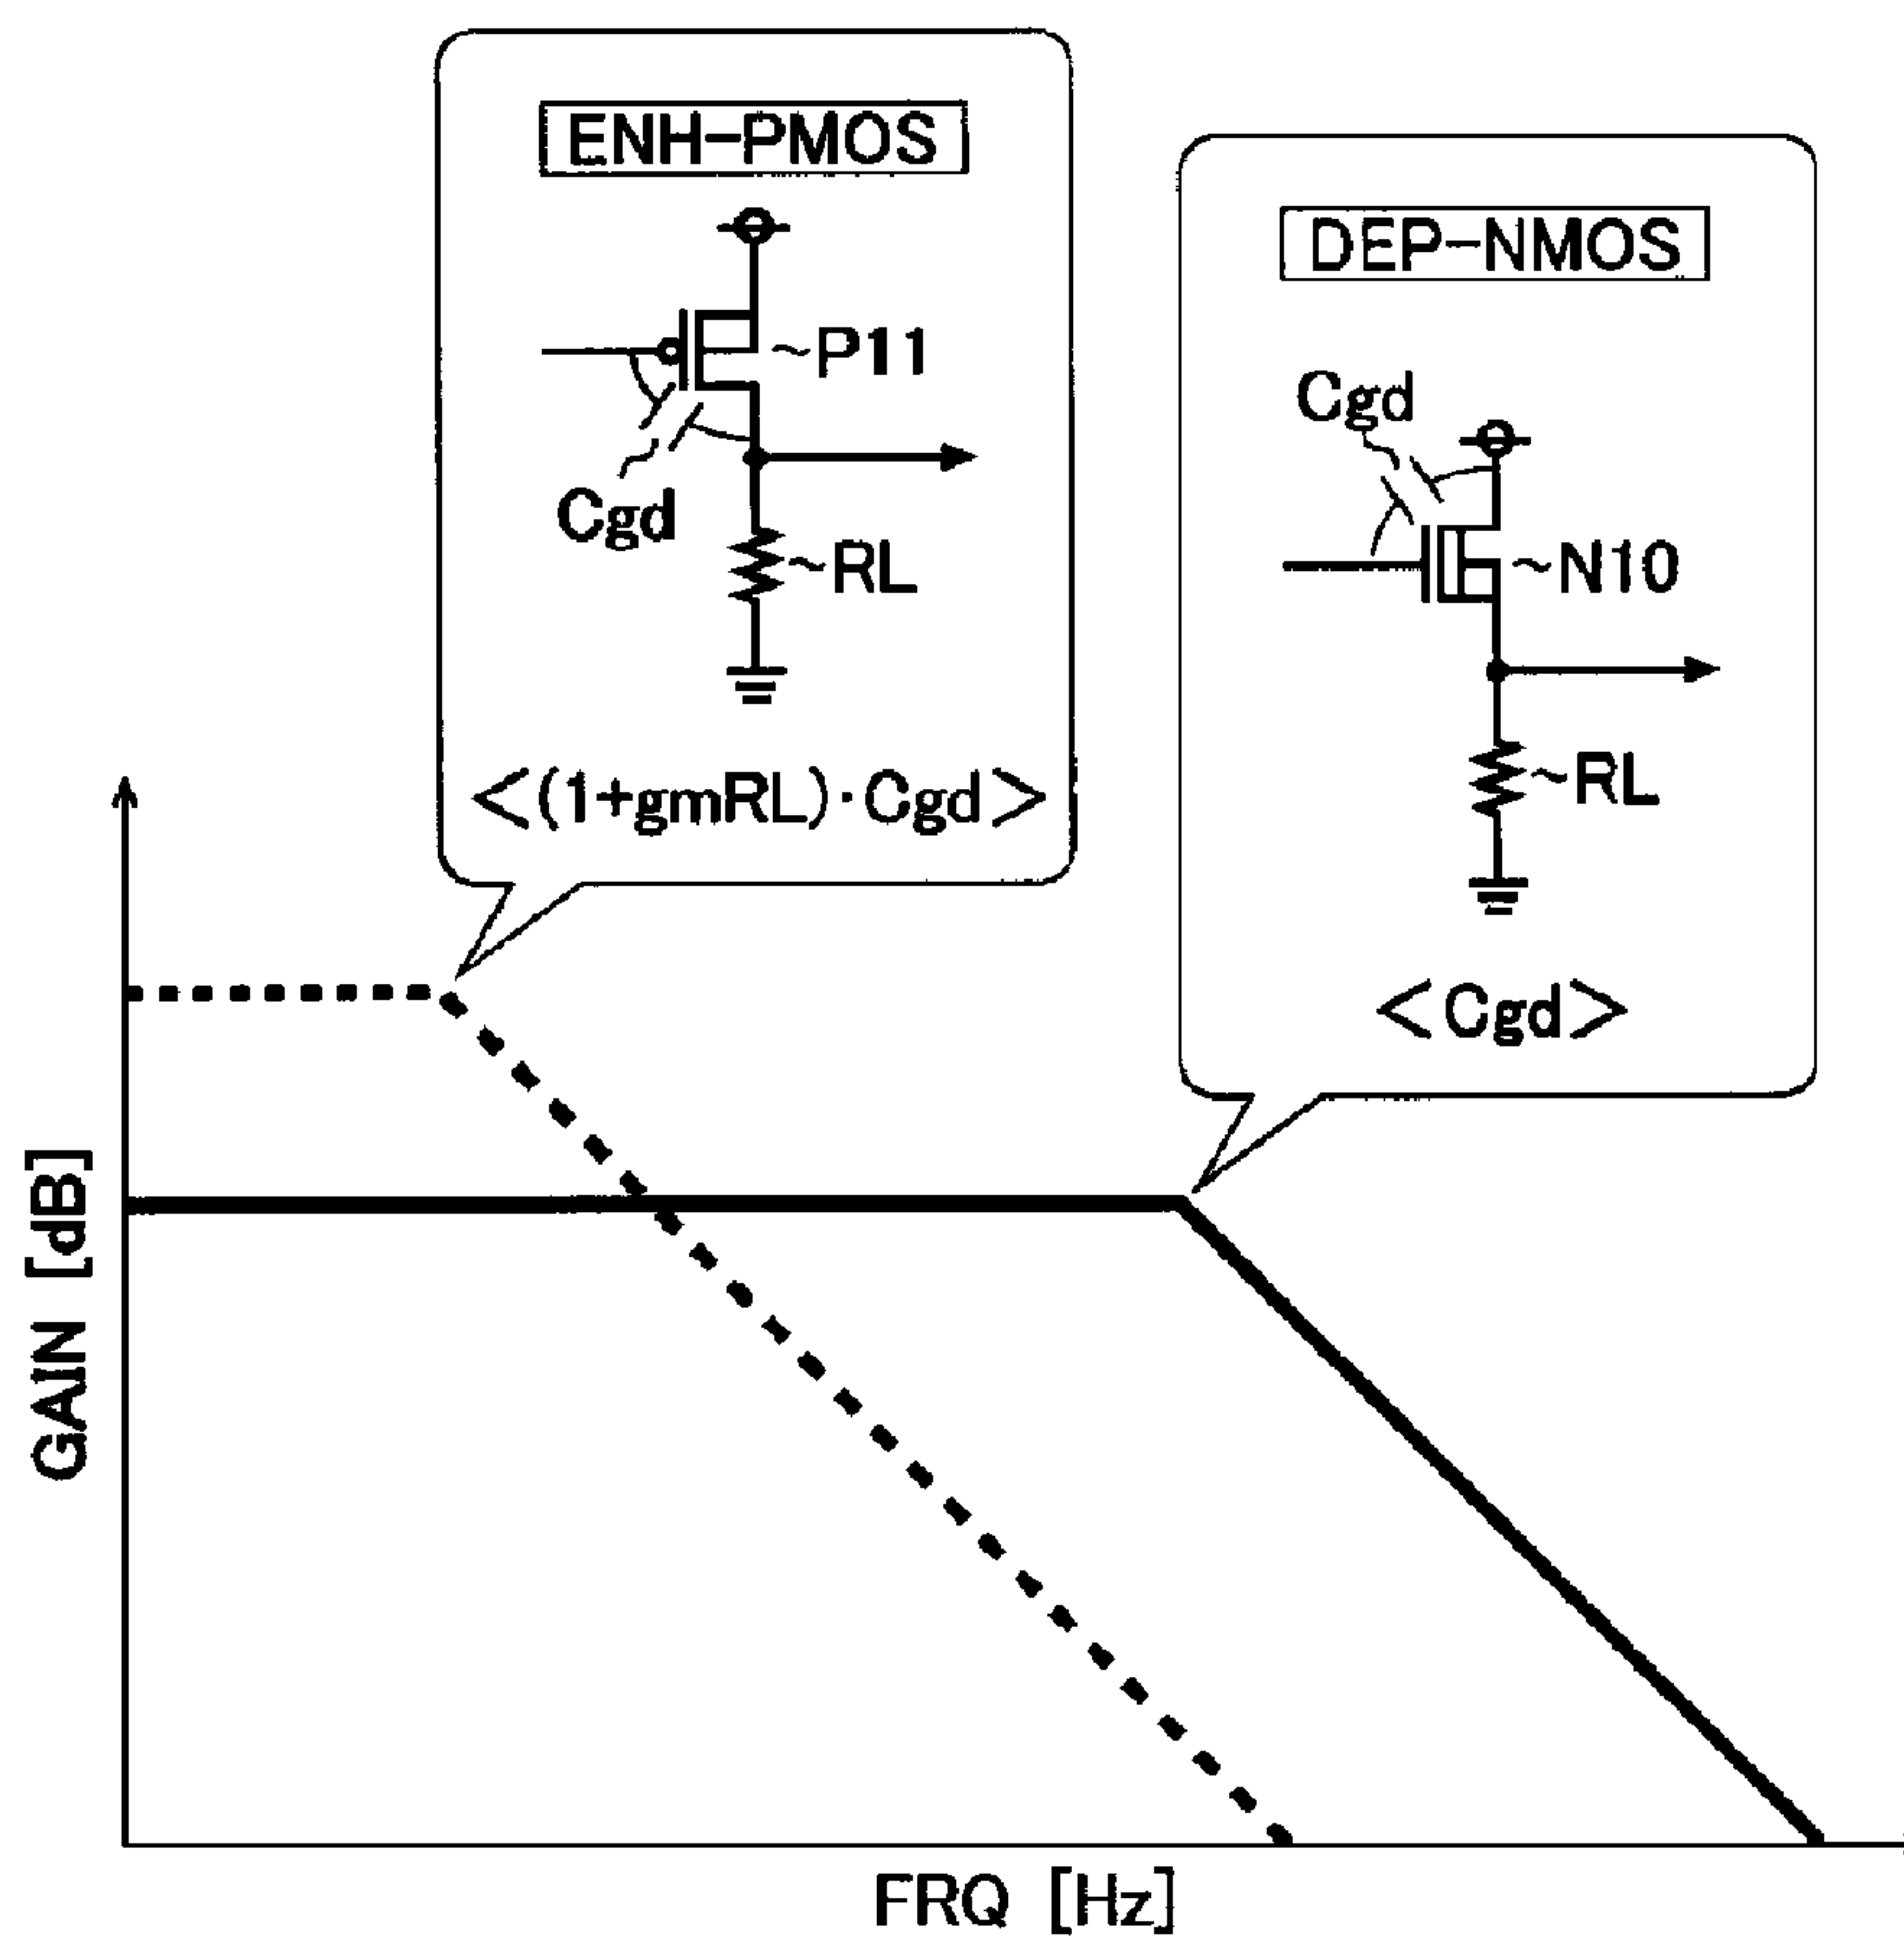 ENH-PMOS
P11
Cgd
RL
<(1+gmRL)·Cgd>
DEP-NMOS
Cgd
N10
RL
<Cgd>
GAIN [dB]
FRQ [Hz]